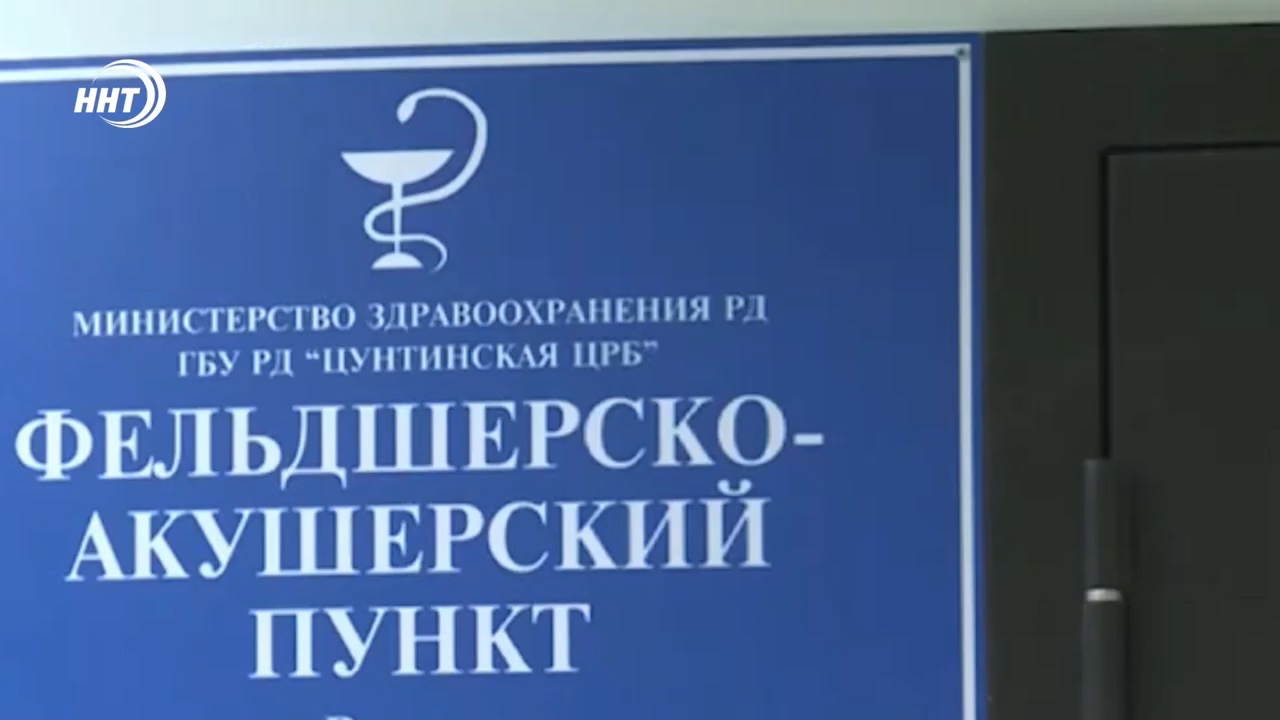 ННТ
МИНИСТЕРСТВО ЗДРАВООХРАНЕНИЯ РД
ГБУ РД “ЦУНТИНСКАЯ ЦРБ”
ФЕЛЬДШЕРСКО-
АКУШЕРСКИЙ
ПУНКТ